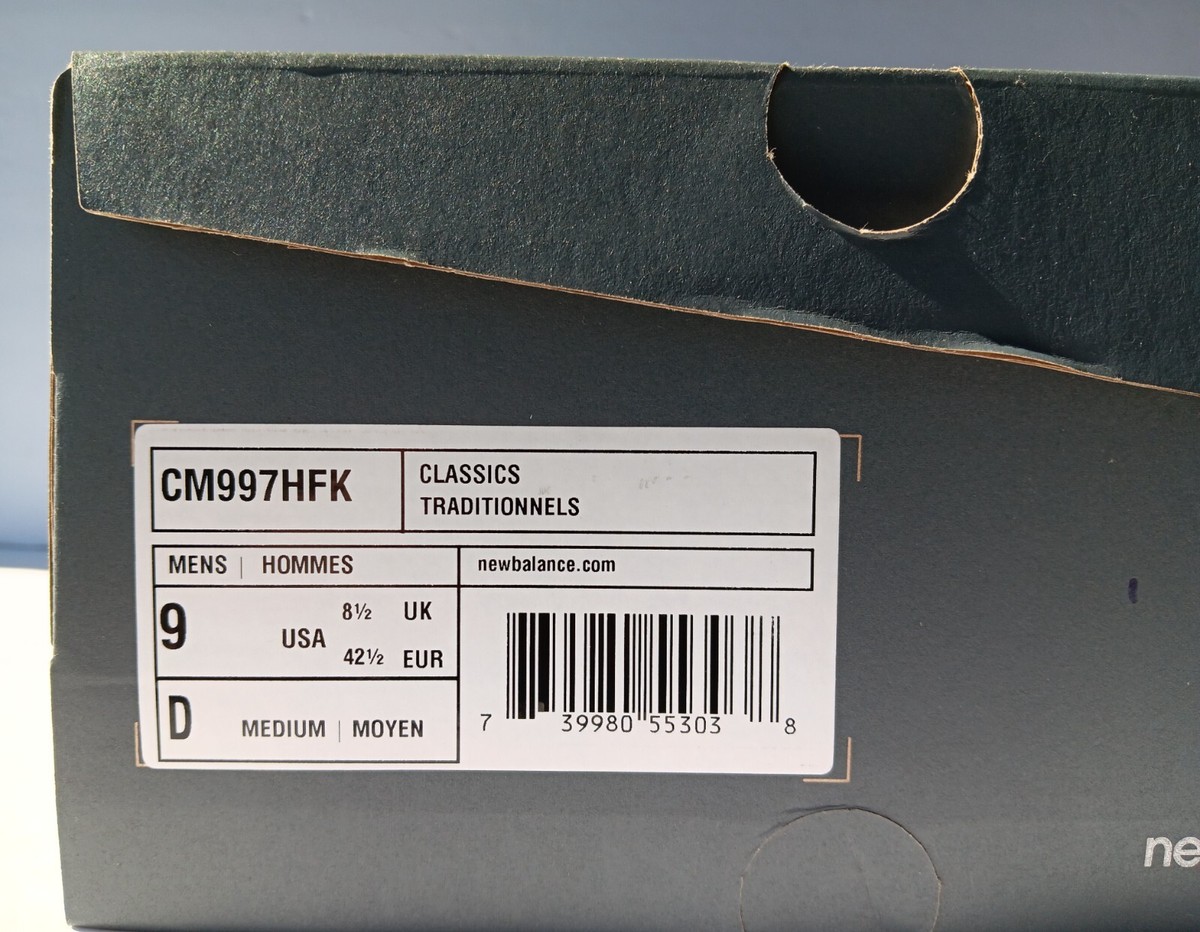 CM997HFK
CLASSICS
TRADITIONNELS
MENS | HOMMES
newbalance.com
9 USA 8½ UK
42½ EUR
D MEDIUM | MOYEN
7 39980 55303 8
ne